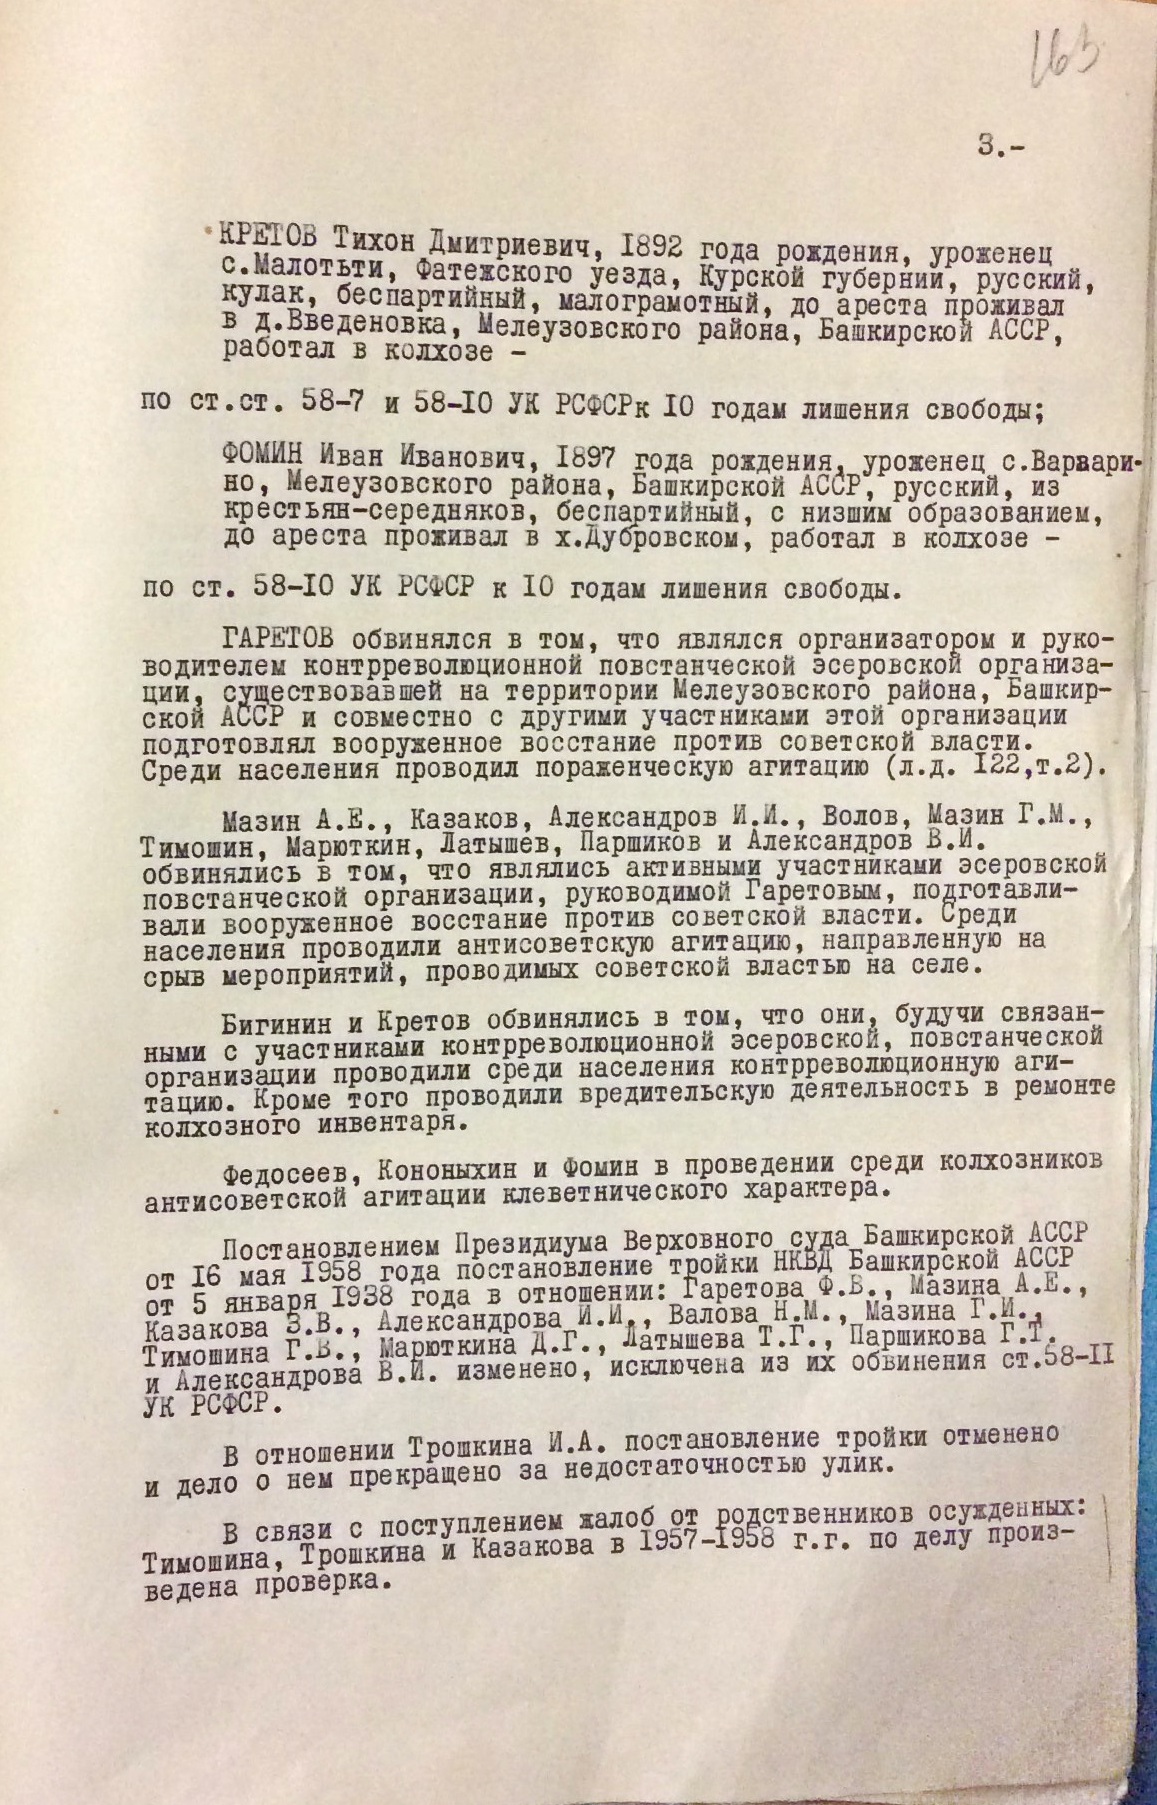 163
3.-
КРЕТОВ Тихон Дмитриевич, 1892 года рождения, уроженец
с.Малотьти, Фатежского уезда, Курской губернии, русский,
кулак, беспартийный, малограмотный, до ареста проживал
в д.Введеновка, Мелеузовского района, Башкирской АССР,
работал в колхозе -
по ст.ст. 58-7 и 58-10 УК РСФСРк 10 годам лишения свободы;
ФОМИН Иван Иванович, 1897 года рождения, уроженец с.Варвари-
но, Мелеузовского района, Башкирской АССР, русский, из
крестьян-середняков, беспартийный, с низшим образованием,
до ареста проживал в х.Дубровском, работал в колхозе -
по ст. 58-10 УК РСФСР к 10 годам лишения свободы.
ГАРЕТОВ обвинялся в том, что являлся организатором и руко-
водителем контрреволюционной повстанческой эсеровской организа-
ции, существовавшей на территории Мелеузовского района, Башкир-
ской АССР и совместно с другими участниками этой организации
подготовлял вооруженное восстание против советской власти.
Среди населения проводил пораженческую агитацию (л.д. 122,т.2).
Мазин А.Е., Казаков, Александров И.И., Волов, Мазин Г.М.,
Тимошин, Марюткин, Латышев, Паршиков и Александров В.И.
обвинялись в том, что являлись активными участниками эсеровской
повстанческой организации, руководимой Гаретовым, подготавли-
вали вооруженное восстание против советской власти. Среди
населения проводили антисоветскую агитацию, направленную на
срыв мероприятий, проводимых советской властью на селе.
Бигинин и Кретов обвинялись в том, что они, будучи связан-
ными с участниками контрреволюционной эсеровской, повстанческой
организации проводили среди населения контрреволюционную аги-
тацию. Кроме того проводили вредительскую деятельность в ремонте
колхозного инвентаря.
Федосеев, Кононыхин и Фомин в проведении среди колхозников
антисоветской агитации клеветнического характера.
Постановлением Президиума Верховного суда Башкирской АССР
от 16 мая 1958 года постановление тройки НКВД Башкирской АССР
от 5 января 1938 года в отношении: Гаретова Ф.В., Мазина А.Е.,
Казакова З.В., Александрова И.И., Валова Н.М., Мазина Г.И.,
Тимошина Г.В., Марюткина Д.Г., Латышева Т.Г., Паршикова Г.Т.
и Александрова В.И. изменено, исключена из их обвинения ст.58-11
УК РСФСР.
В отношении Трошкина И.А. постановление тройки отменено
и дело о нем прекращено за недостаточностью улик.
В связи с поступлением жалоб от родственников осужденных:
Тимошина, Трошкина и Казакова в 1957-1958 г.г. по делу произ-
ведена проверка.